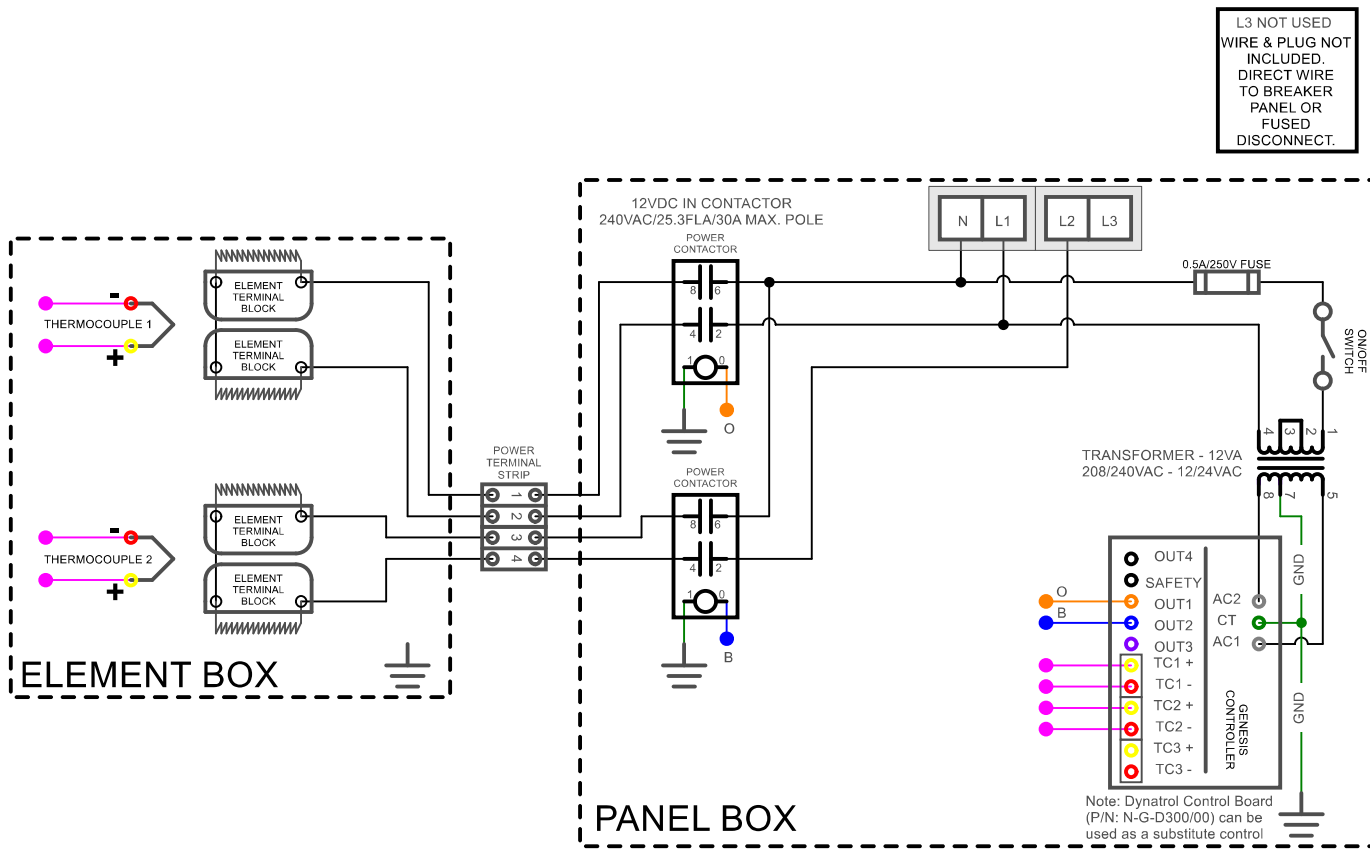 L3 NOT USED
WIRE & PLUG NOT
INCLUDED.
DIRECT WIRE
TO BREAKER
PANEL OR
FUSED
DISCONNECT.
12VDC IN CONTACTOR
240VAC/25.3FLA/30A MAX. POLE
POWER
CONTACTOR
8 6
4 2
1 0
O
N L1 L2 L3
0.5A/250V FUSE
ON/OFF
SWITCH
ELEMENT
TERMINAL
BLOCK
ELEMENT
TERMINAL
BLOCK
- THERMOCOUPLE 1 +
POWER
TERMINAL
STRIP
1
2
3
4
POWER
CONTACTOR
8 6
4 2
1 0
B
4 3 2 1
TRANSFORMER - 12VA
208/240VAC - 12/24VAC
8 7 5
ELEMENT
TERMINAL
BLOCK
ELEMENT
TERMINAL
BLOCK
- THERMOCOUPLE 2 +
ELEMENT BOX
OUT4
SAFETY
O OUT1 AC2
B OUT2 CT
OUT3 AC1
TC1 +
TC1 -
TC2 +
TC2 -
TC3 +
TC3 -
GENESIS
CONTROLLER
GND
GND
Note: Dynatrol Control Board
(P/N: N-G-D300/00) can be
used as a substitute control
PANEL BOX